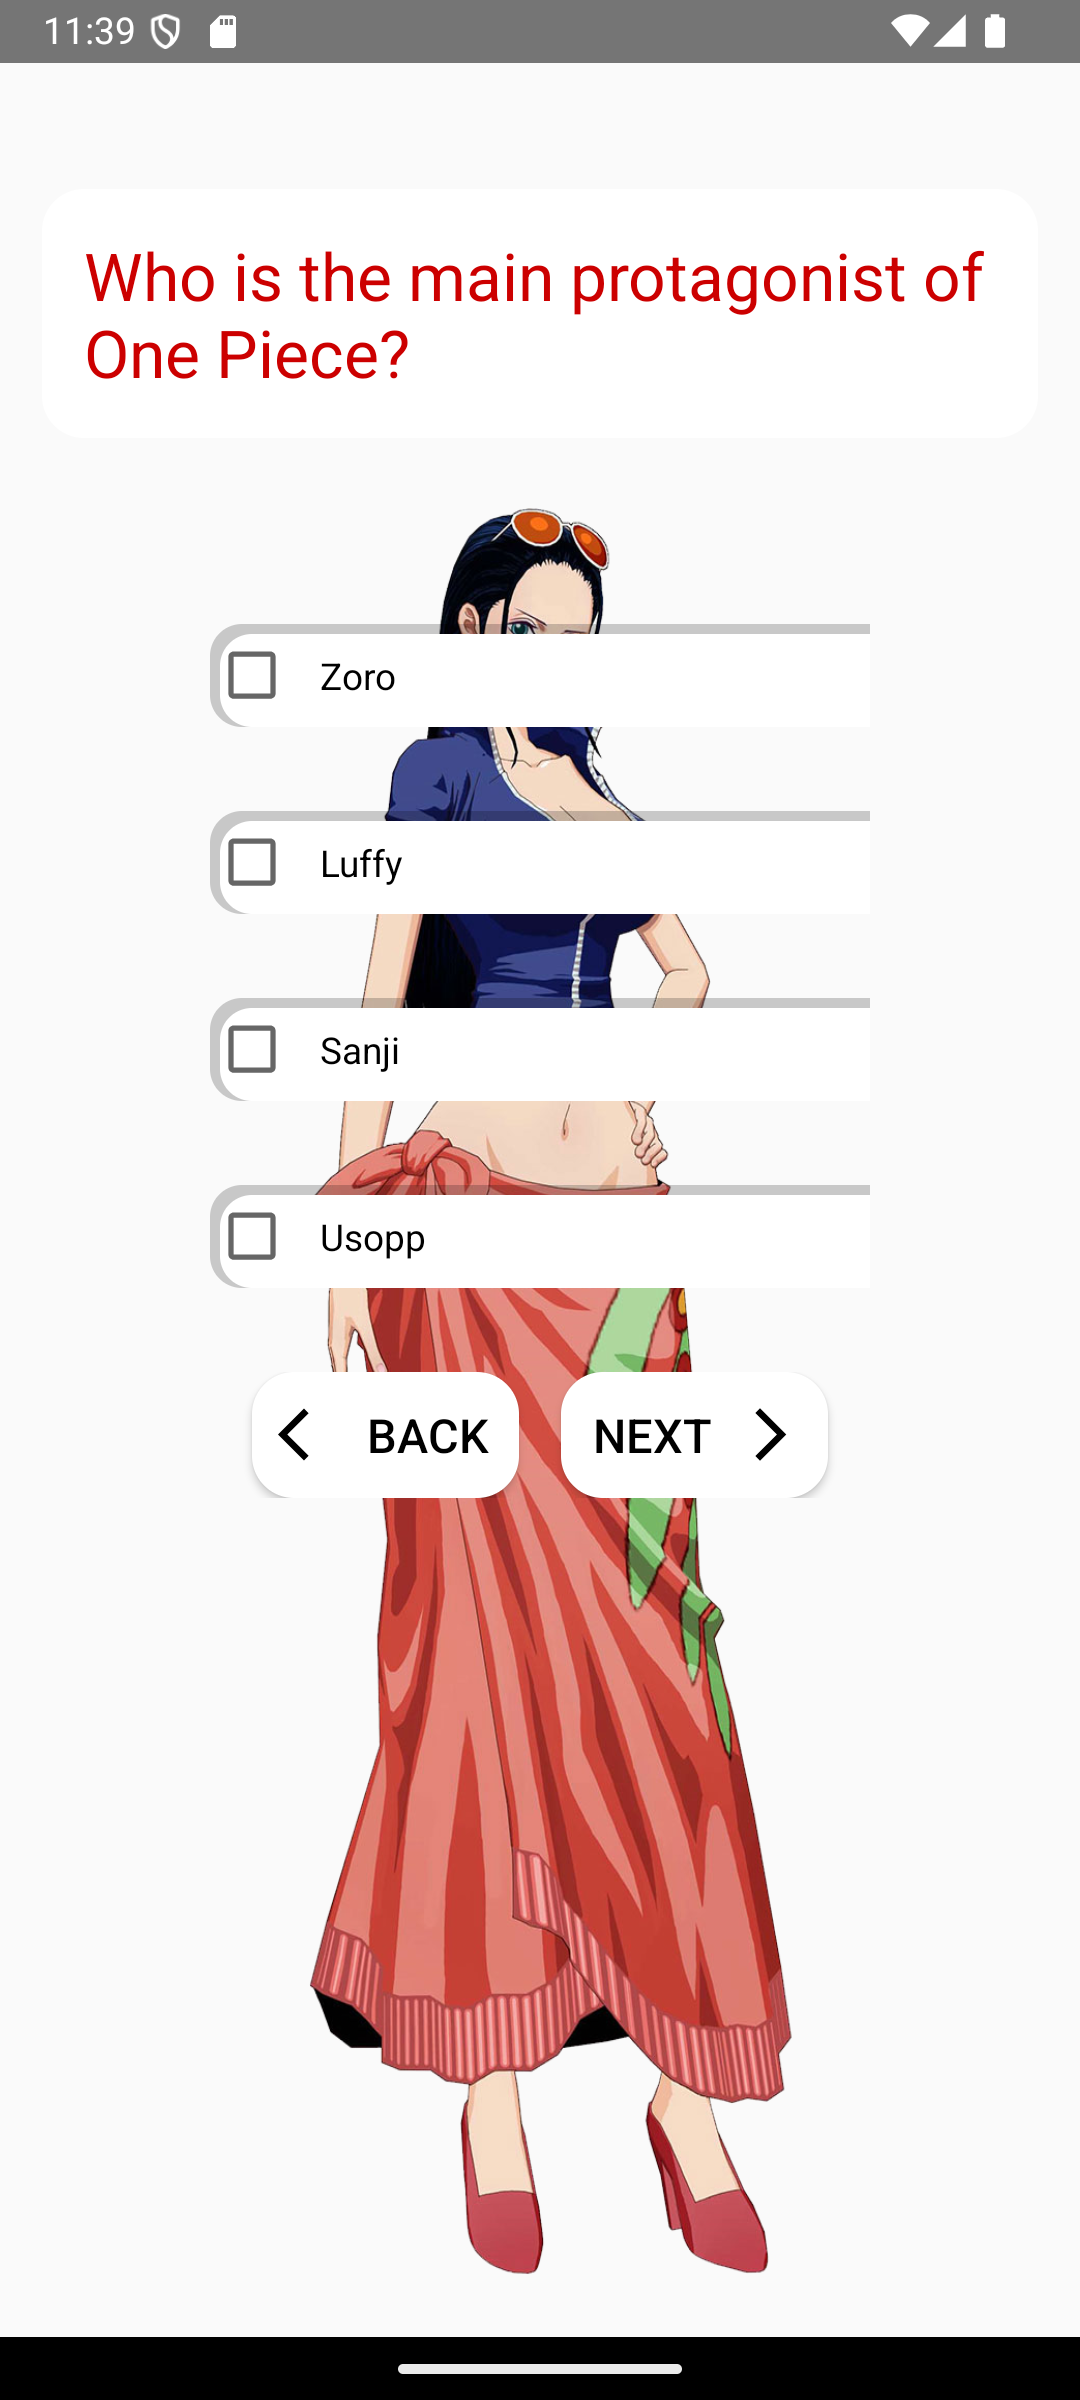 11:39
Who is the main protagonist of
One Piece?
Zoro
Luffy
Sanji
Usopp
BACK
NEXT